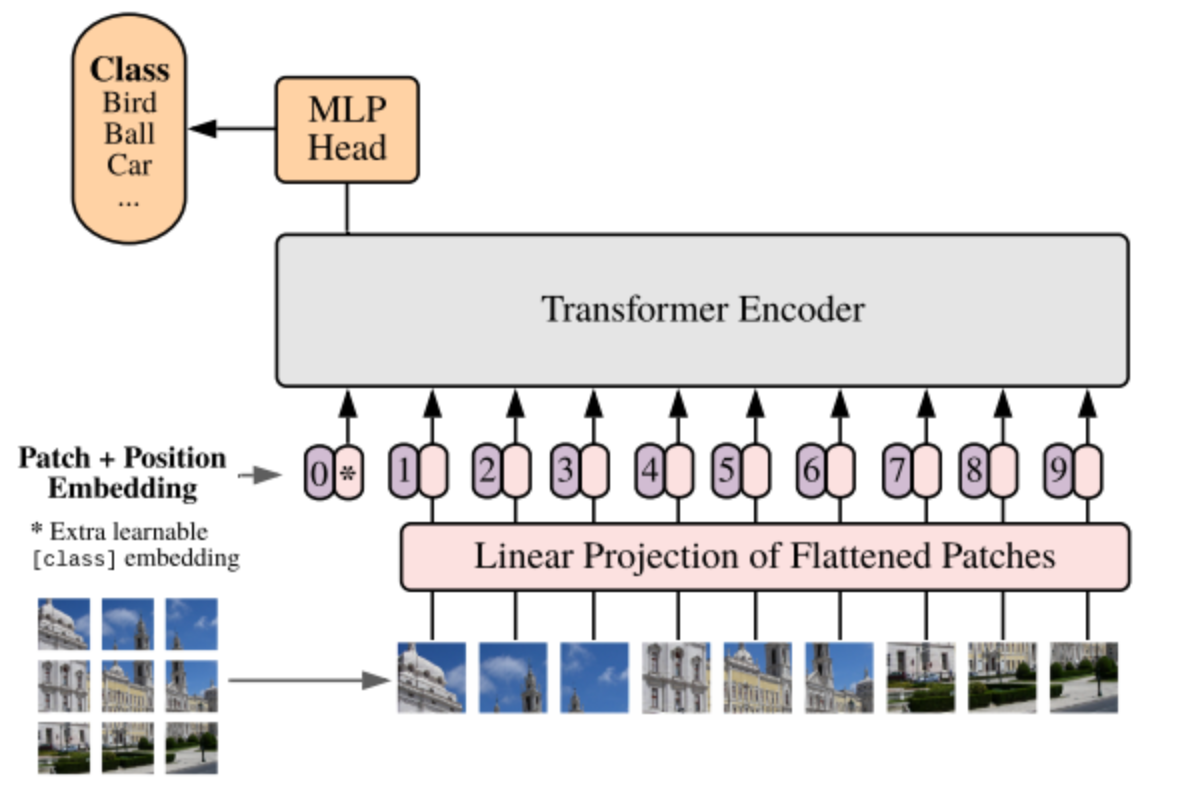 Class
Bird
Ball
Car
...
MLP
Head
Transformer Encoder
Patch + Position
Embedding
* Extra learnable
[class] embedding
0 * 1 2 3 4 5 6 7 8 9
Linear Projection of Flattened Patches